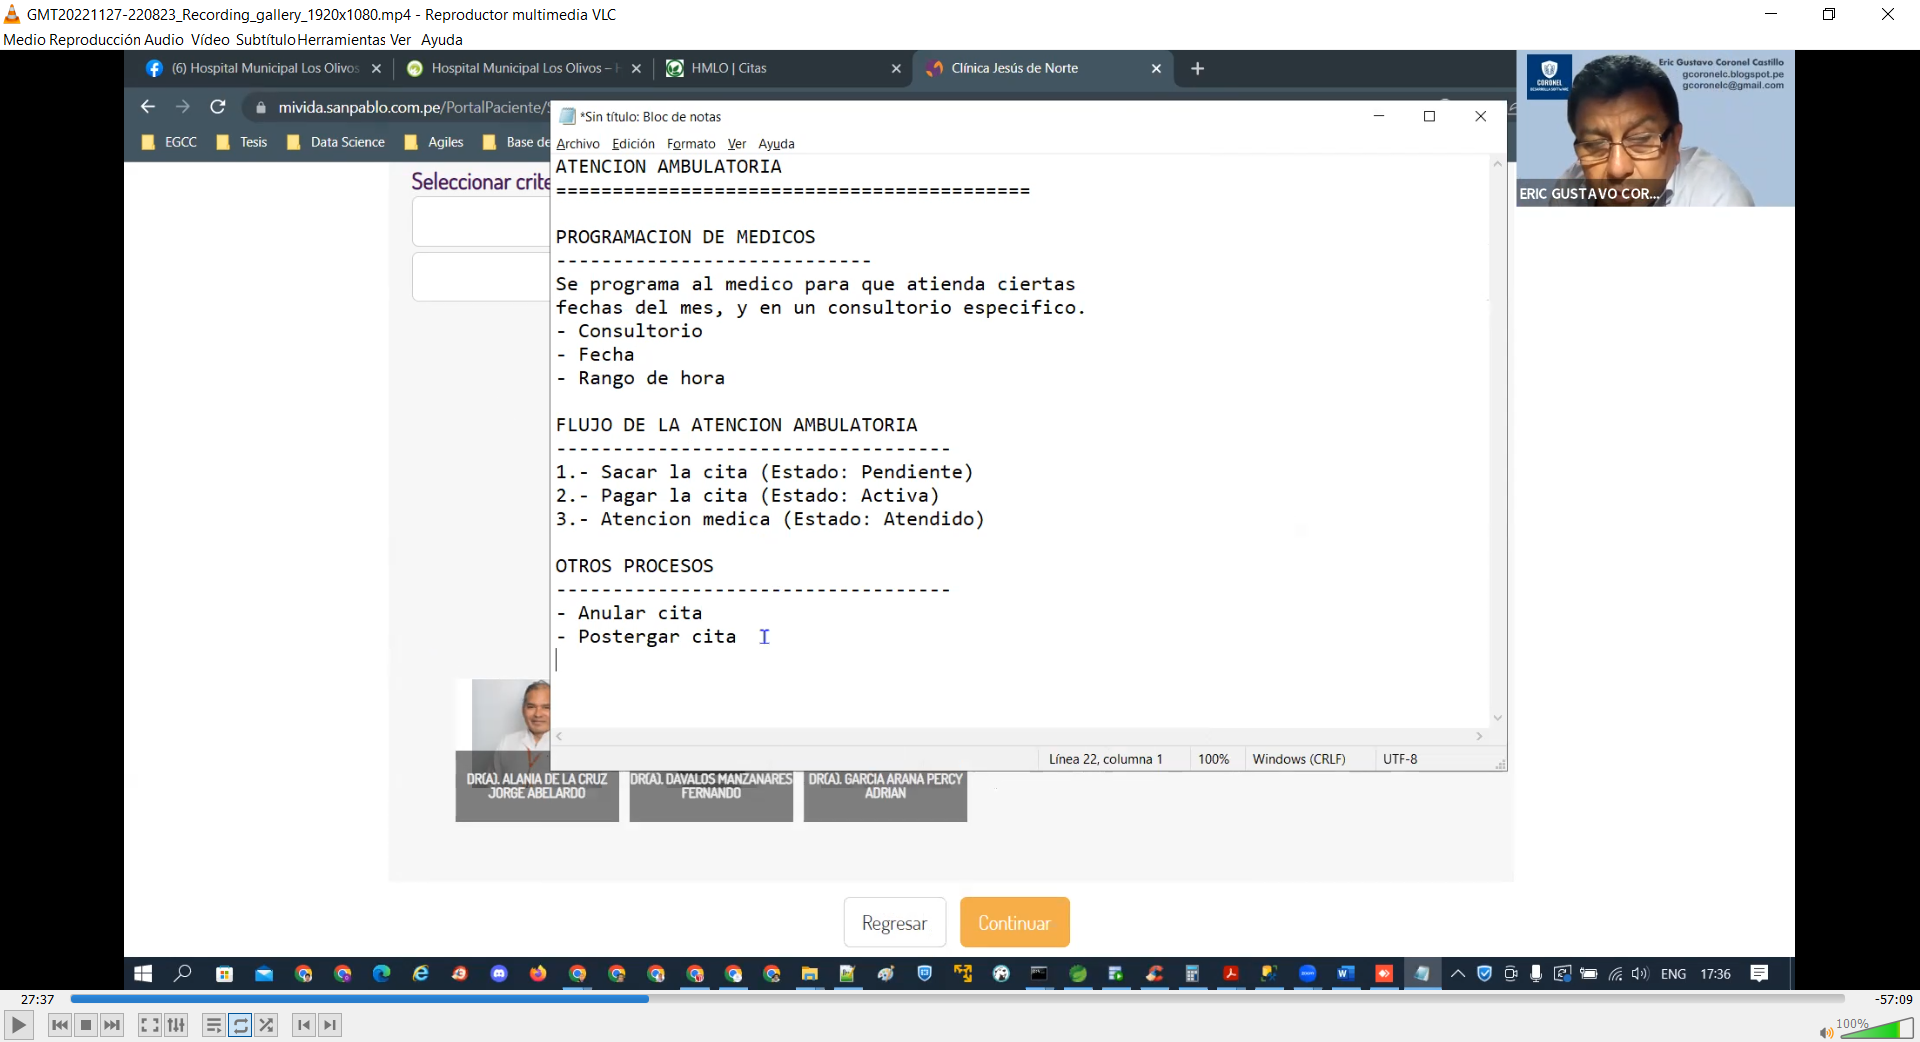 GMT20221127-220823_Recording_gallery_1920x1080.mp4 - Reproductor multimedia VLC
Medio Reproducción Audio Vídeo Subtítulo Herramientas Ver Ayuda
(6) Hospital Municipal Los Olivos
Hospital Municipal Los Olivos –
HMLO | Citas
Clínica Jesús de Norte
mivida.sanpablo.com.pe/PortalPaciente/
EGCC
Tesis
Data Science
Agiles
Base de
Seleccionar crite
*Sin título: Bloc de notas
Archivo Edición Formato Ver Ayuda
ATENCION AMBULATORIA
==========================================
PROGRAMACION DE MEDICOS
----------------------------
Se programa al medico para que atienda ciertas
fechas del mes, y en un consultorio especifico.
- Consultorio
- Fecha
- Rango de hora
FLUJO DE LA ATENCION AMBULATORIA
-----------------------------------
1.- Sacar la cita (Estado: Pendiente)
2.- Pagar la cita (Estado: Activa)
3.- Atencion medica (Estado: Atendido)
OTROS PROCESOS
-----------------------------------
- Anular cita
- Postergar cita
Línea 22, columna 1
100%
Windows (CRLF)
UTF-8
CORONEL
Eric Gustavo Coronel Castillo
gcoronelc.blogspot.pe
gcoronelc@gmail.com
ERIC GUSTAVO COR...
DR(A). ALANIA DE LA CRUZ
JORGE ABELARDO
DR(A). DAVALOS MANZANARES
FERNANDO
DR(A). GARCIA ARANA PERCY
ADRIAN
Regresar
Continuar
ENG
17:36
27:37
-57:09
100%